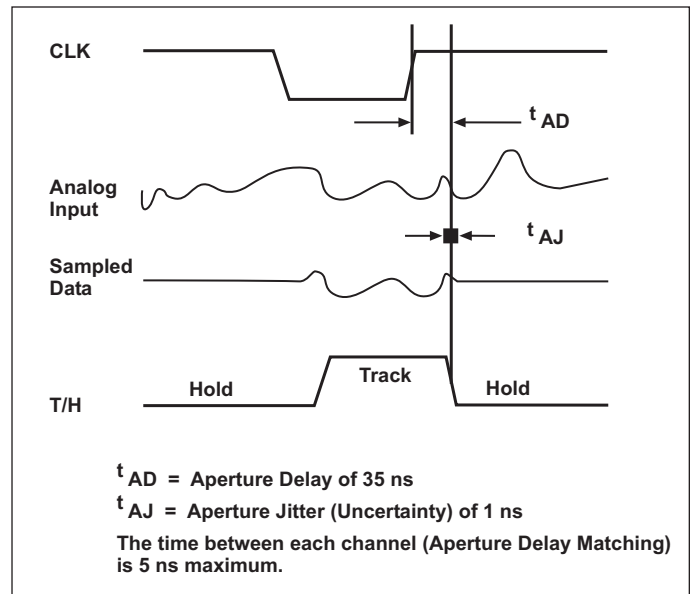 CLK
t AD
Analog
Input
t AJ
Sampled
Data
Track
Hold
Hold
T/H
t AD = Aperture Delay of 35 ns
t AJ = Aperture Jitter (Uncertainty) of 1 ns
The time between each channel (Aperture Delay Matching)
is 5 ns maximum.